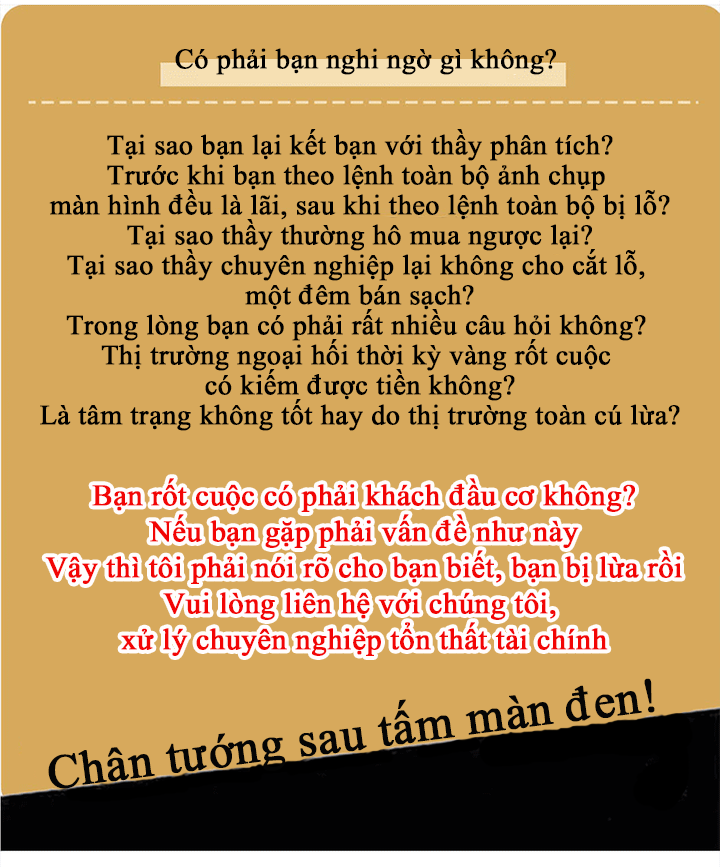 Có phải bạn nghi ngờ gì không?
Tại sao bạn lại kết bạn với thầy phân tích?
Trước khi bạn theo lệnh toàn bộ ảnh chụp
màn hình đều là lãi, sau khi theo lệnh toàn bộ bị lỗ?
Tại sao thầy thường hô mua ngược lại?
Tại sao thầy chuyên nghiệp lại không cho cắt lỗ,
một đêm bán sạch?
Trong lòng bạn có phải rất nhiều câu hỏi không?
Thị trường ngoại hối thời kỳ vàng rốt cuộc
có kiếm được tiền không?
Là tâm trạng không tốt hay do thị trường toàn cú lừa?
Bạn rốt cuộc có phải khách đầu cơ không?
Nếu bạn gặp phải vấn đề như này
Vậy thì tôi phải nói rõ cho bạn biết, bạn bị lừa rồi
Vui lòng liên hệ với chúng tôi,
xử lý chuyên nghiệp tổn thất tài chính
Chân tướng sau tấm màn đen!